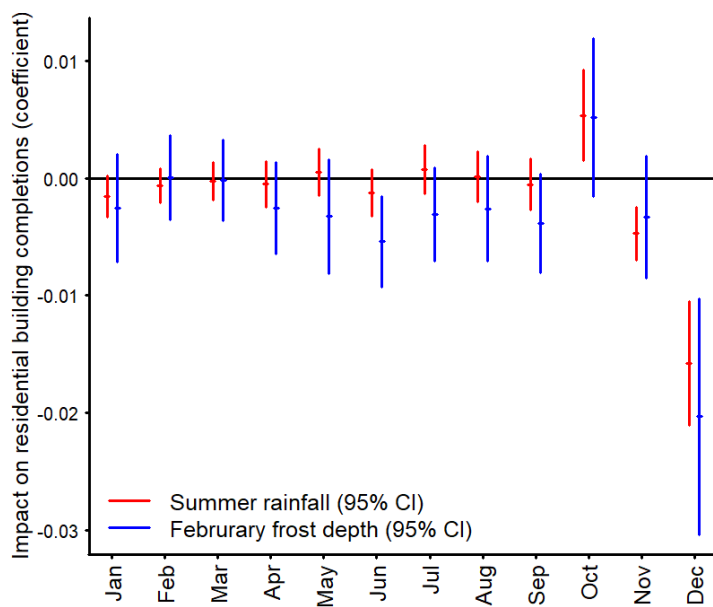 Impact on residential building completions (coefficient)
0.01
0.00
-0.01
-0.02
-0.03
Summer rainfall (95% CI)
Februrary frost depth (95% CI)
Jan
Feb
Mar
Apr
May
Jun
Jul
Aug
Sep
Oct
Nov
Dec